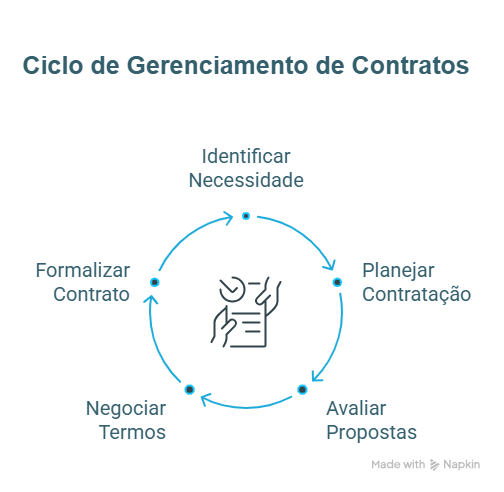 Ciclo de Gerenciamento de Contratos
Identificar
Necessidade
Planejar
Contratação
Avaliar
Propostas
Negociar
Termos
Formalizar
Contrato
Made with Napkin